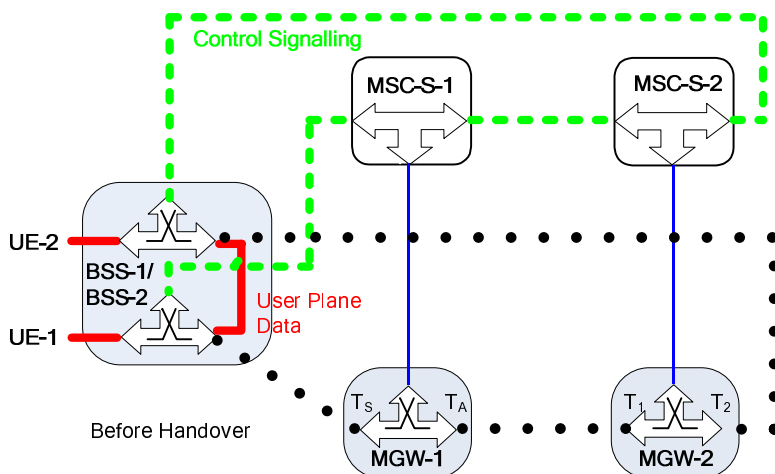 Control Signalling
MSC-S-1
MSC-S-2
UE-2
BSS-1/
BSS-2
User Plane
Data
UE-1
TS
TA
T1
T2
Before Handover
MGW-1
MGW-2